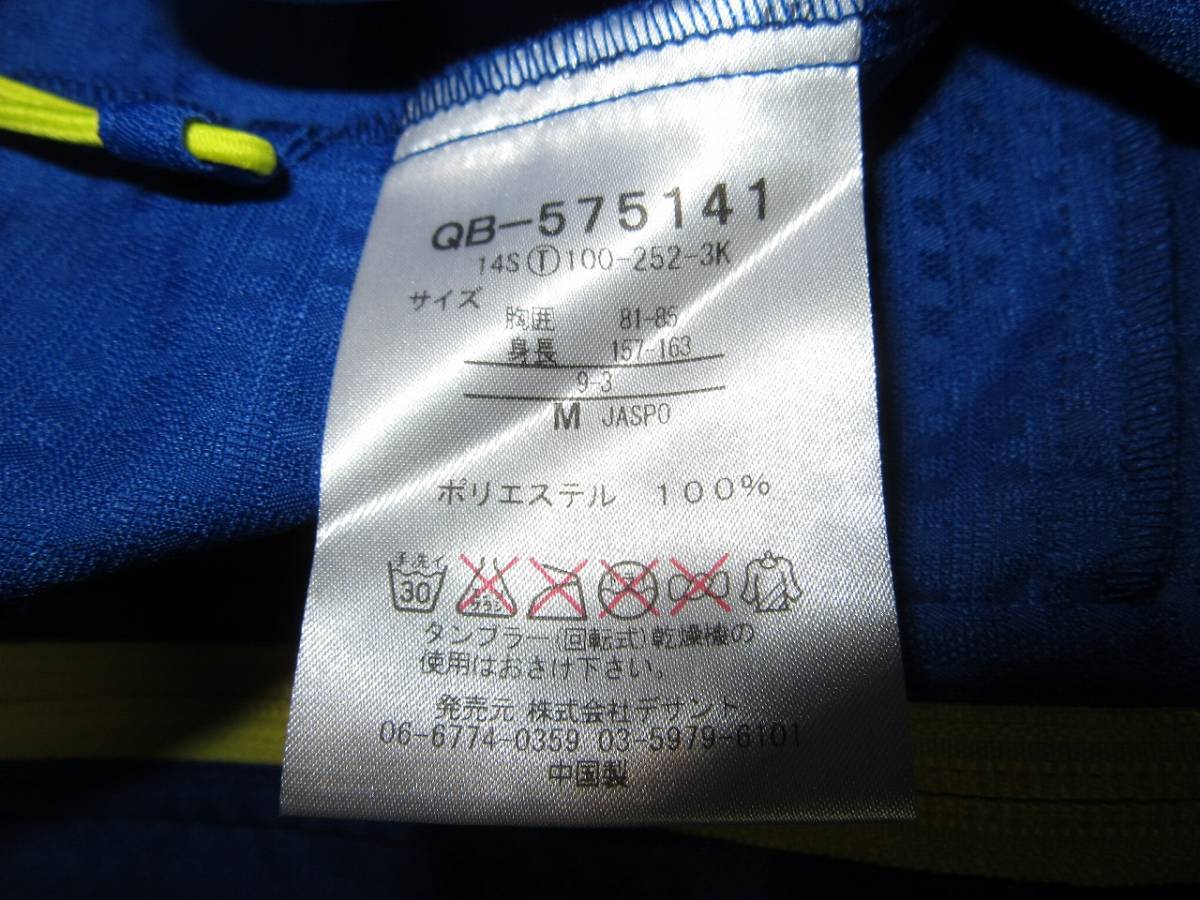 QB-575141
14S Ⓣ 100-252-3K
サイズ
胸囲 81-85
身長 157-163
9-3
M JASPO
ポリエステル 100%
手洗イ 30
タンブラー(回転式)乾燥機の
使用はおさけ下さい。
発売元 株式会社デサント
06-6774-0359 03-5979-6101
中国製